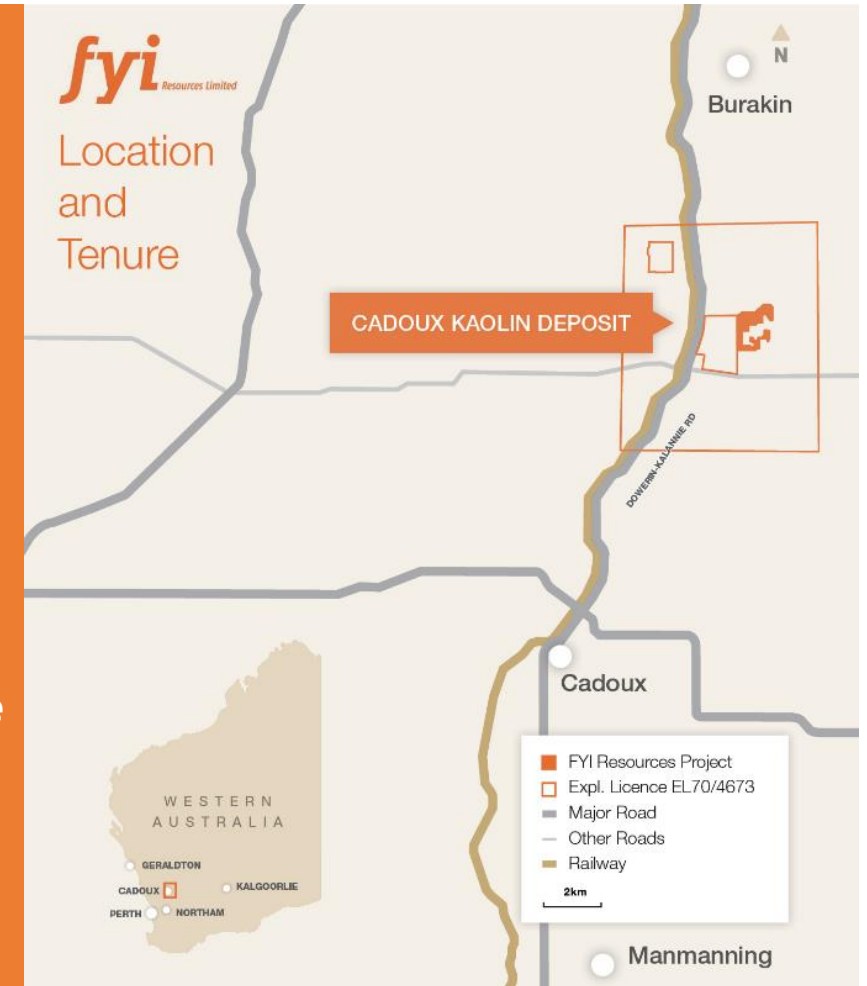 fyi
Resources Limited
Location
and
Tenure
N
Burakin
CADOUX KAOLIN DEPOSIT
DOWERIN-KALANNIE RD
Cadoux
WESTERN
AUSTRALIA
GERALDTON
CADOUX
KALGOORLIE
PERTH
NORTHAM
FYI Resources Project
Expl. Licence EL70/4673
Major Road
Other Roads
Railway
2km
Manmanning
e